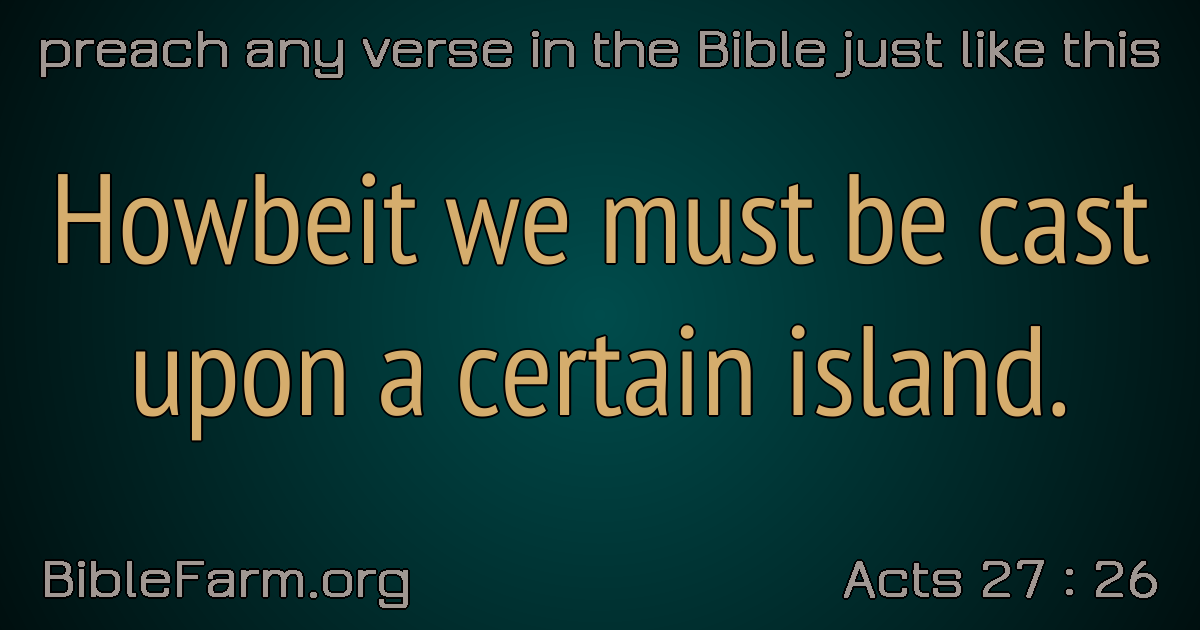 preach any verse in the Bible just like this
Howbeit we must be cast
upon a certain island.
BibleFarm.org
Acts 27 : 26